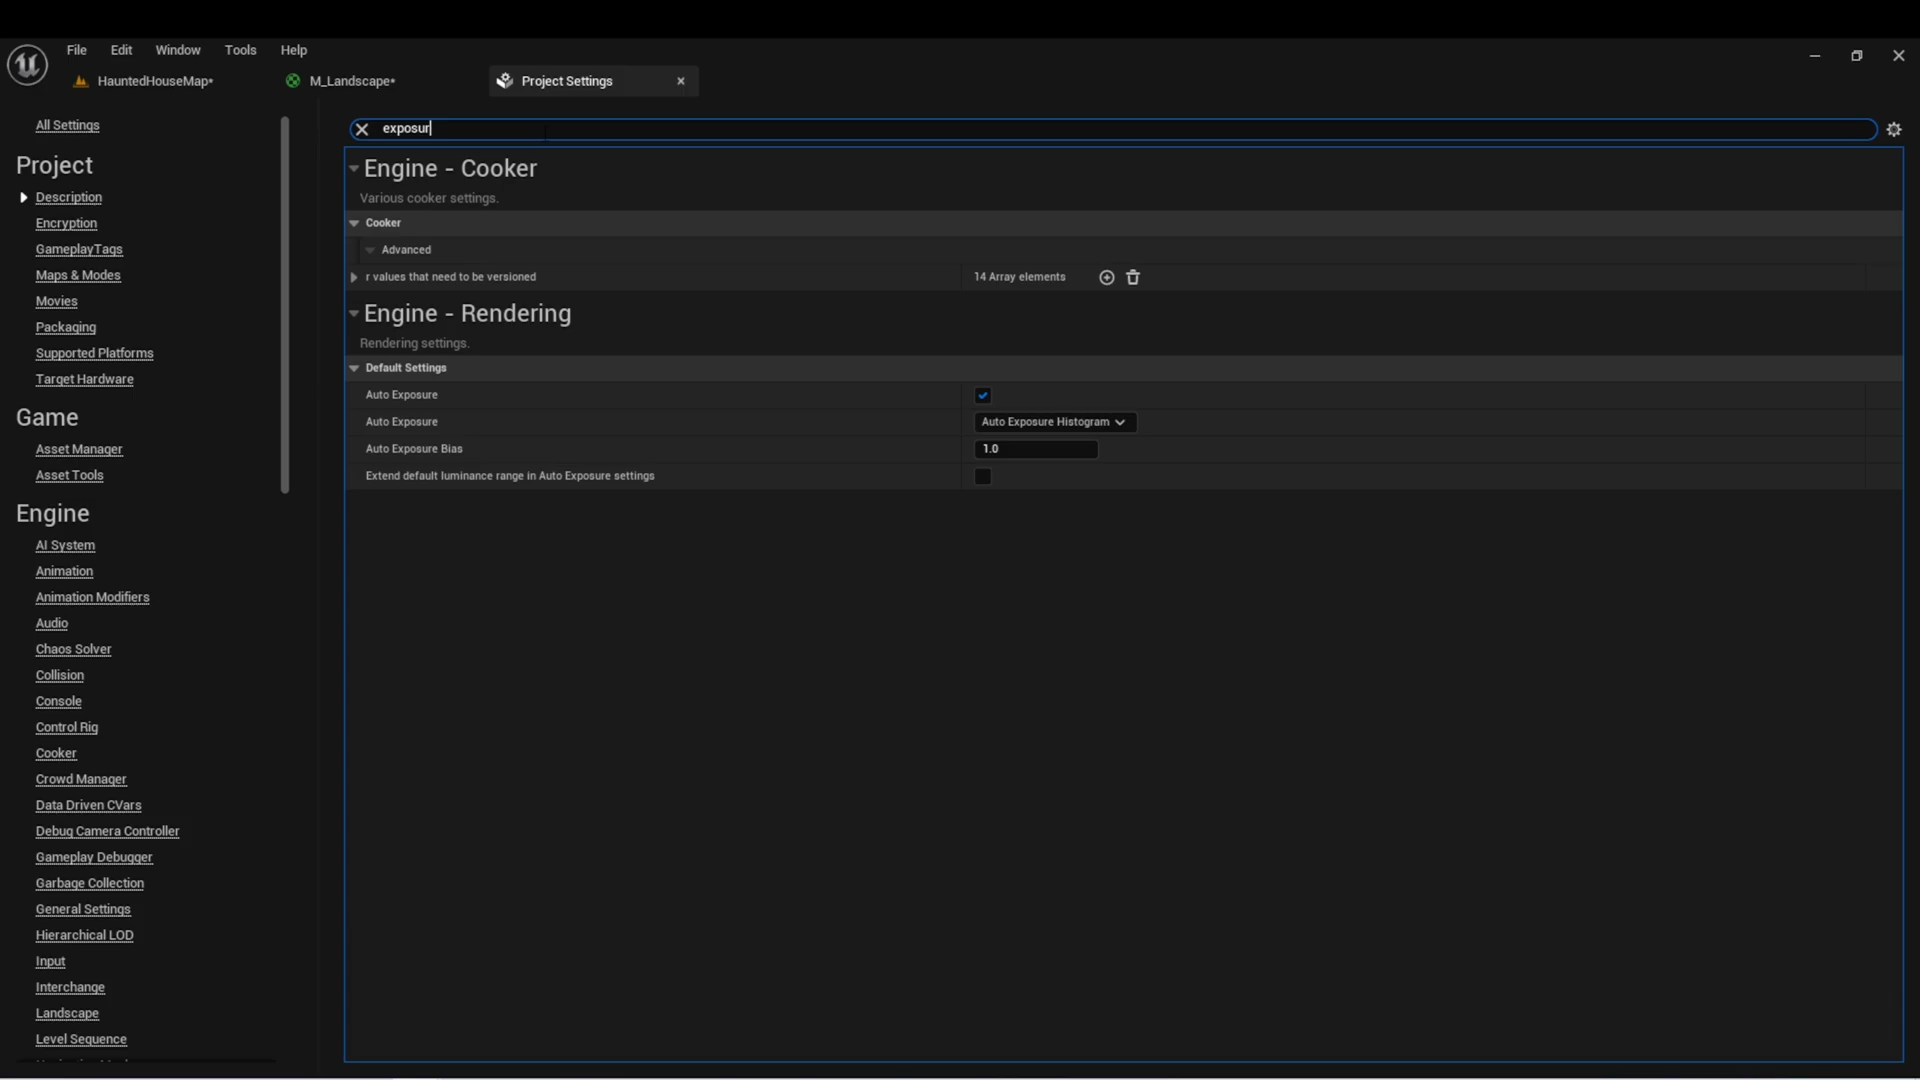 File Edit Window Tools Help
HaunTedHouseMap*
M_Landscape*
Project Settings
All Settings
Project
Description
Encryption
GameplayTags
Maps & Modes
Movies
Packaging
Supported Platforms
Target Hardware
Game
Asset Manager
Asset Tools
Engine
AI System
Animation
Animation Modifiers
Audio
Chaos Solver
Collision
Console
Control Rig
Cooker
Crowd Manager
Data Driven CVars
Debug Camera Controller
Gameplay Debugger
Garbage Collection
General Settings
Hierarchical LOD
Input
Interchange
Landscape
Level Sequence
exposur
Engine - Cooker
Various cooker settings.
Cooker
Advanced
r values that need to be versioned 14 Array elements
Engine - Rendering
Rendering settings.
Default Settings
Auto Exposure
Auto Exposure Auto Exposure Histogram
Auto Exposure Bias 1.0
Extend default luminance range in Auto Exposure settings